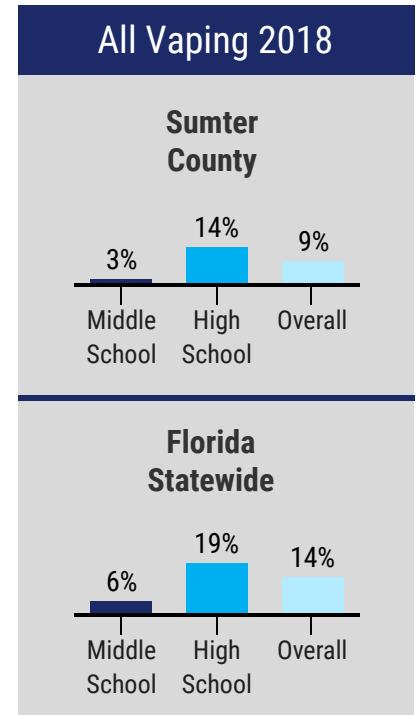 All Vaping 2018
Sumter
County
3%
14%
9%
Middle
School
High
School
Overall
Florida
Statewide
6%
19%
14%
Middle
School
High
School
Overall